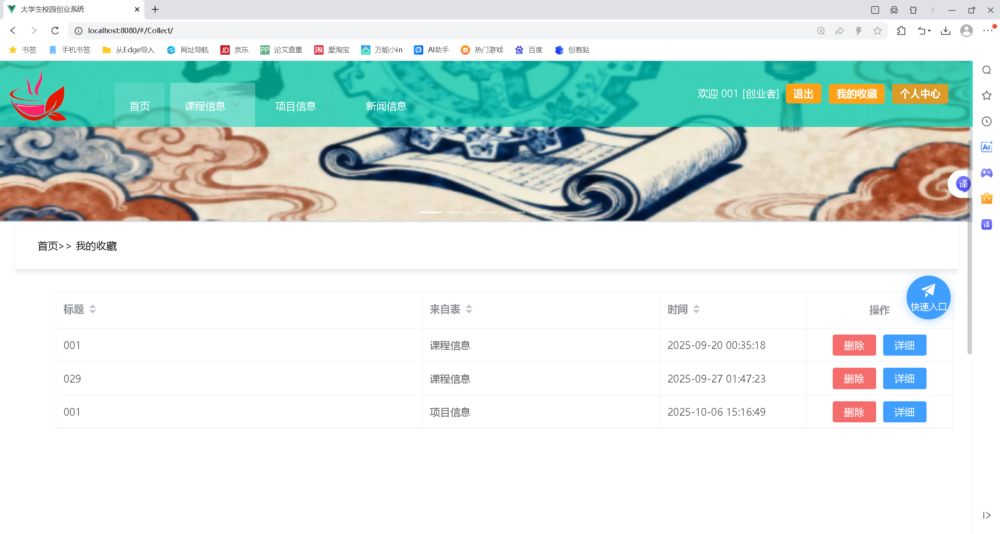 大学生校园创业系统
localhost:8080/#/Collect/
书签 手机书签 从Edge导入 网址导航 JD 京东 PP 论文查重 淘 爱淘宝 万能小in AI助手 热门游戏 du 百度 创客贴
首页 课程信息 项目信息 新闻信息 欢迎 001 [创业者] 退出 我的收藏 个人中心
Ai
译
译
首页>> 我的收藏
快速入口
标题 来自表 时间 操作
001 课程信息 2025-09-20 00:35:18 删除 详细
029 课程信息 2025-09-27 01:47:23 删除 详细
001 项目信息 2025-10-06 15:16:49 删除 详细